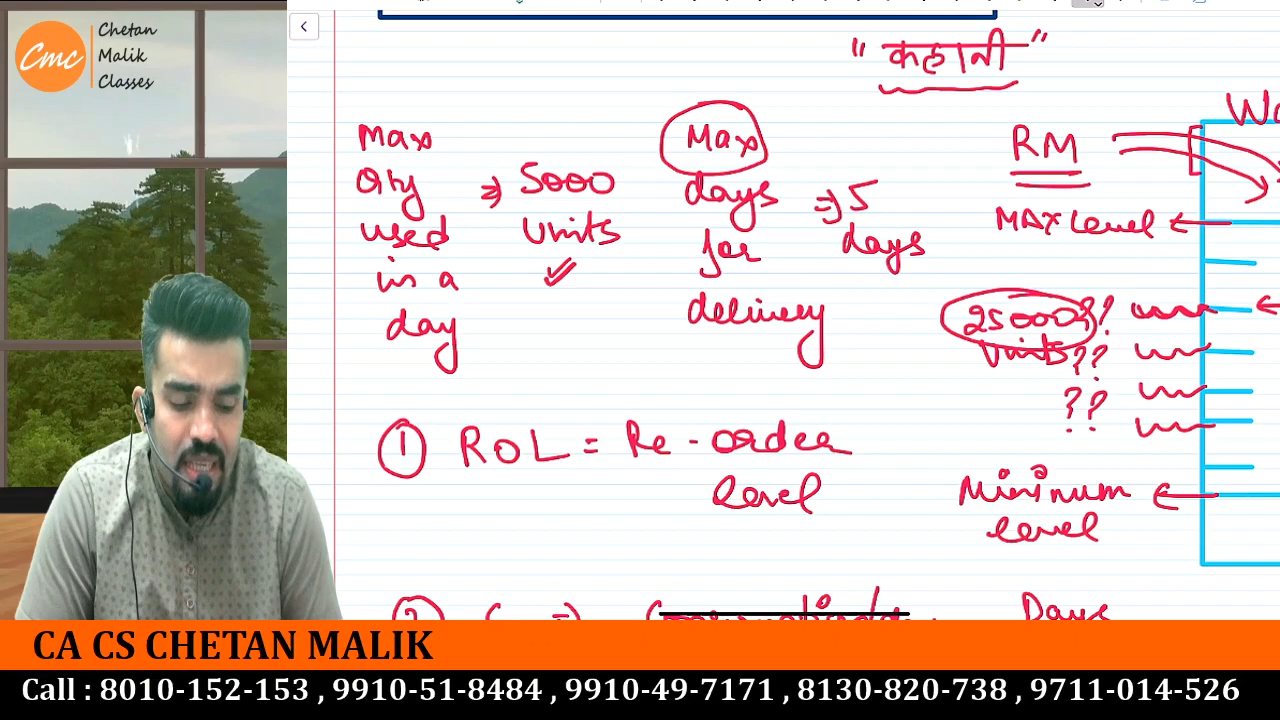 Cmc
Chetan
Malik
Classes
" कहानी "
Max
Qty
used
in a
day
⇒ 5000
units
Max
days
for
delivery
⇒ 5
days
RM
MAX Level
25000??
Units??
??
① ROL = Re-order
level
Minimum
level
②
Days
CA CS CHETAN MALIK
Call : 8010-152-153 , 9910-51-8484 , 9910-49-7171 , 8130-820-738 , 9711-014-526